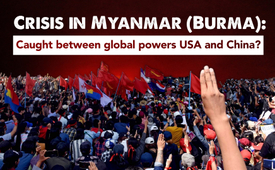 CRISIS IN MYANMAR (BURMA):
Caught between global powers USA and China?